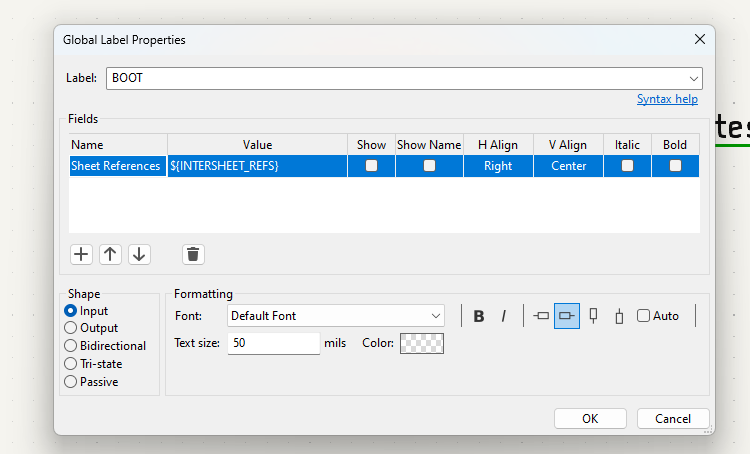 Global Label Properties
Label: BOOT
Syntax help
Fields
Name Value Show Show Name H Align V Align Italic Bold
Sheet References ${INTERSHEET_REFS} Right Center
Shape
Input
Output
Bidirectional
Tri-state
Passive
Formatting
Font: Default Font B I Auto
Text size: 50 mils Color:
OK Cancel